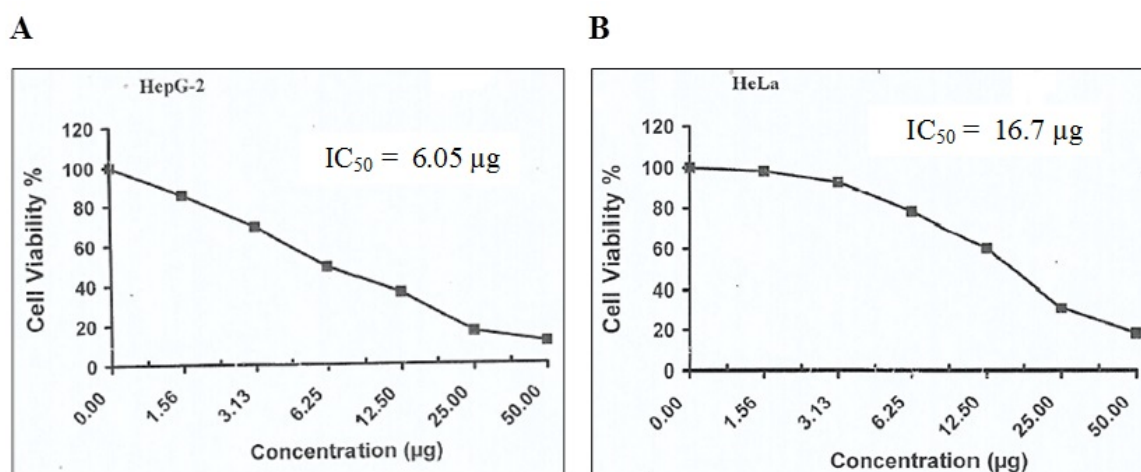 A
HepG-2
IC50 = 6.05 µg
120
100
80
60
40
20
0
Cell Viability %
0.00
1.56
3.13
6.25
12.50
25.00
50.00
Concentration (µg)
B
HeLa
IC50 = 16.7 µg
120
100
80
60
40
20
0
Cell Viability %
0.00
1.56
3.13
6.25
12.50
25.00
50.00
Concentration (µg)